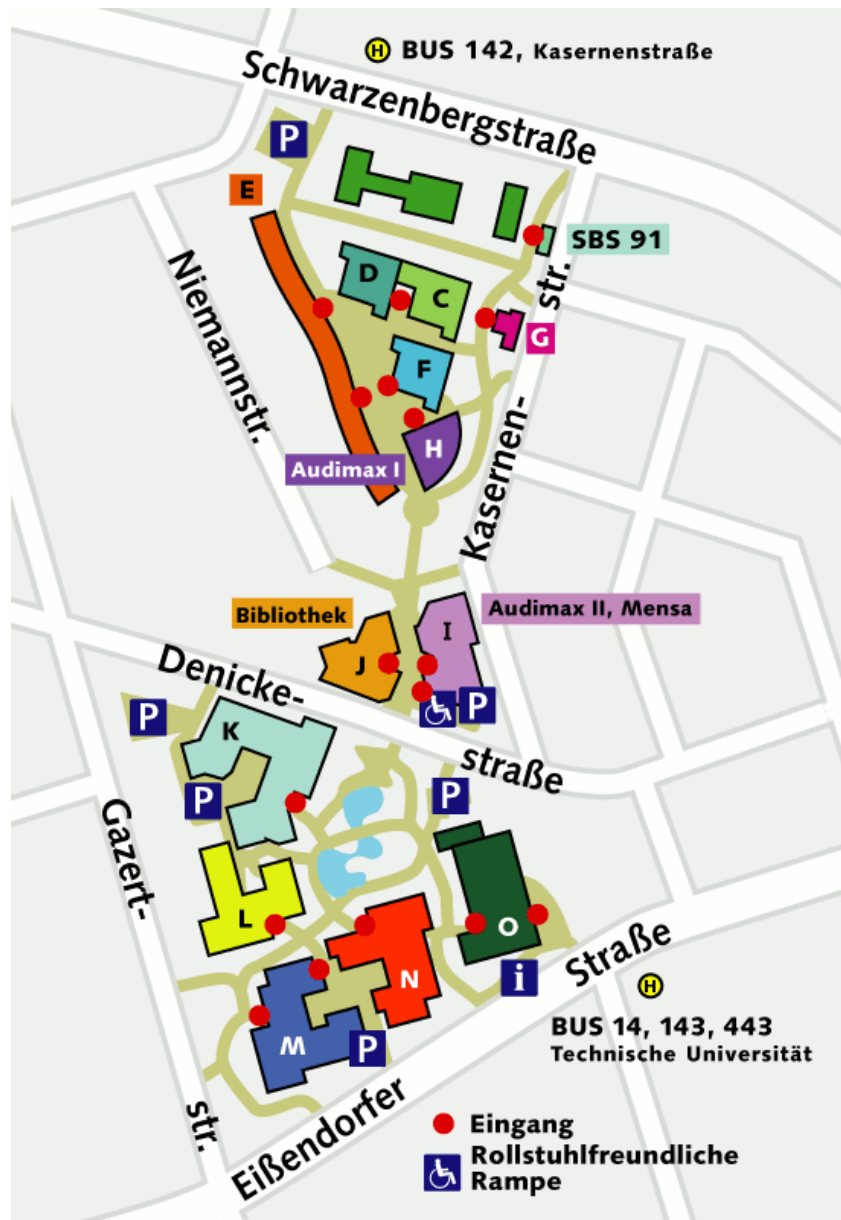 H BUS 142, Kasernenstraße
Schwarzenbergstraße
P
E
SBS 91
D
C
Niemannstr.
G
F
H
Audimax I
Kasernen-
str.
Bibliothek
Audimax II, Mensa
I
J
Denicke-
straße
P
P
K
P
P
Gazert-
str.
L
O
N
M
P
i
Eißendorfer
Straße
H
BUS 14, 143, 443
Technische Universität
Eingang
Rollstuhlfreundliche
Rampe